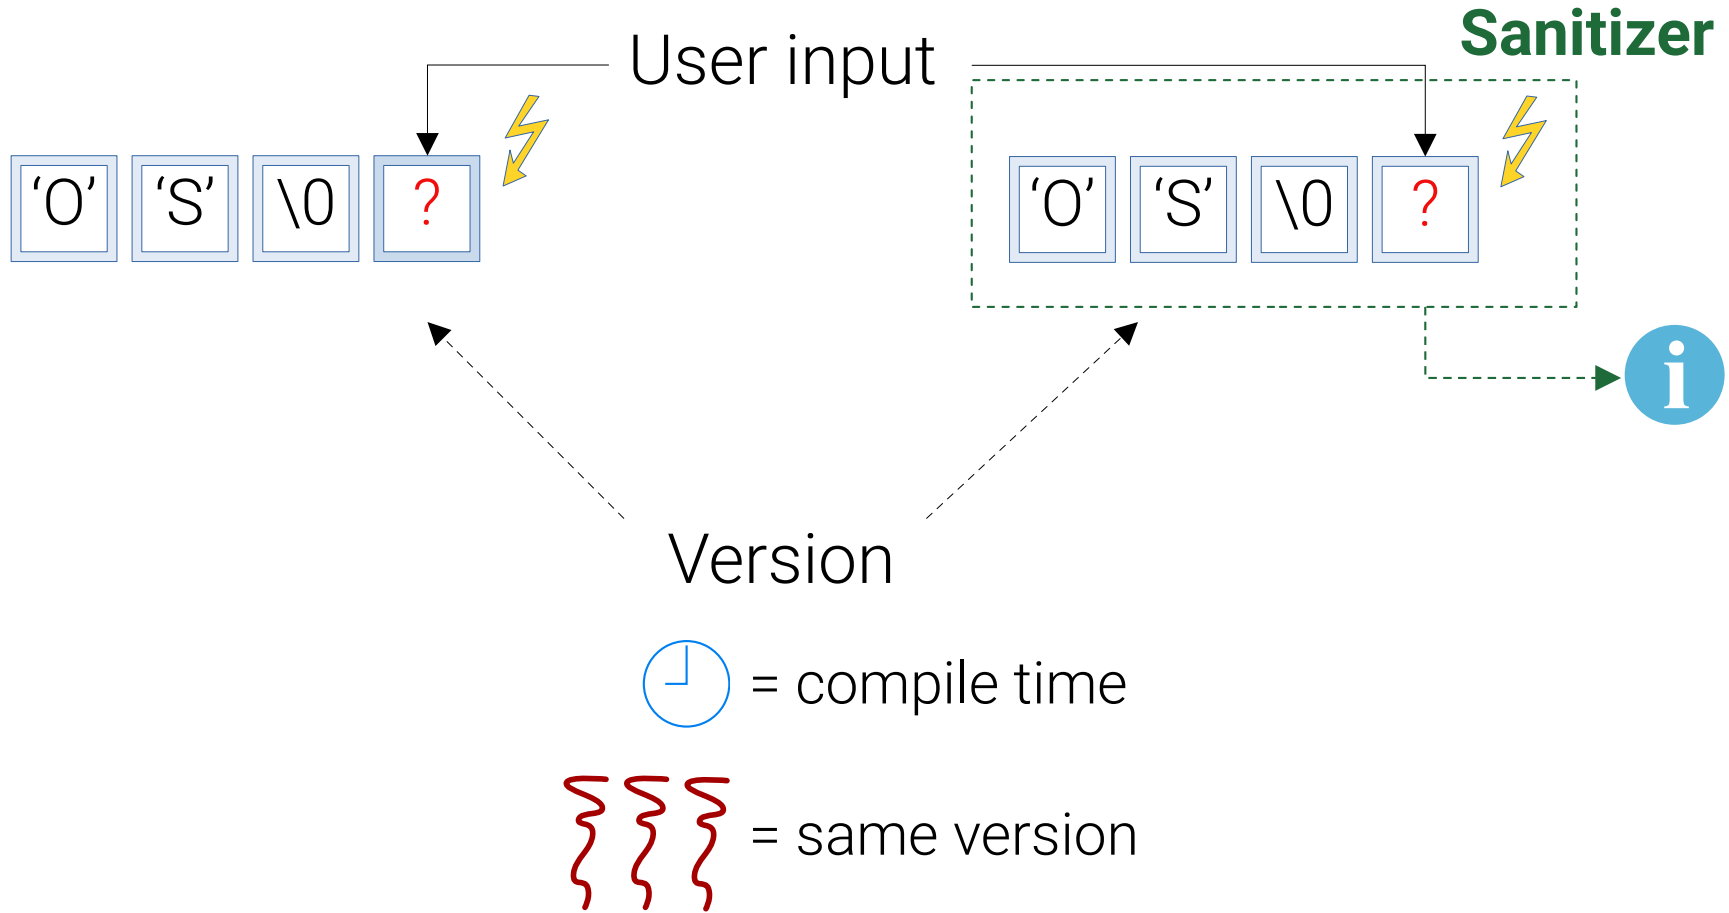 Sanitizer
User input
‘O’ ‘S’ \0 ?
‘O’ ‘S’ \0 ?
i
Version
= compile time
= same version